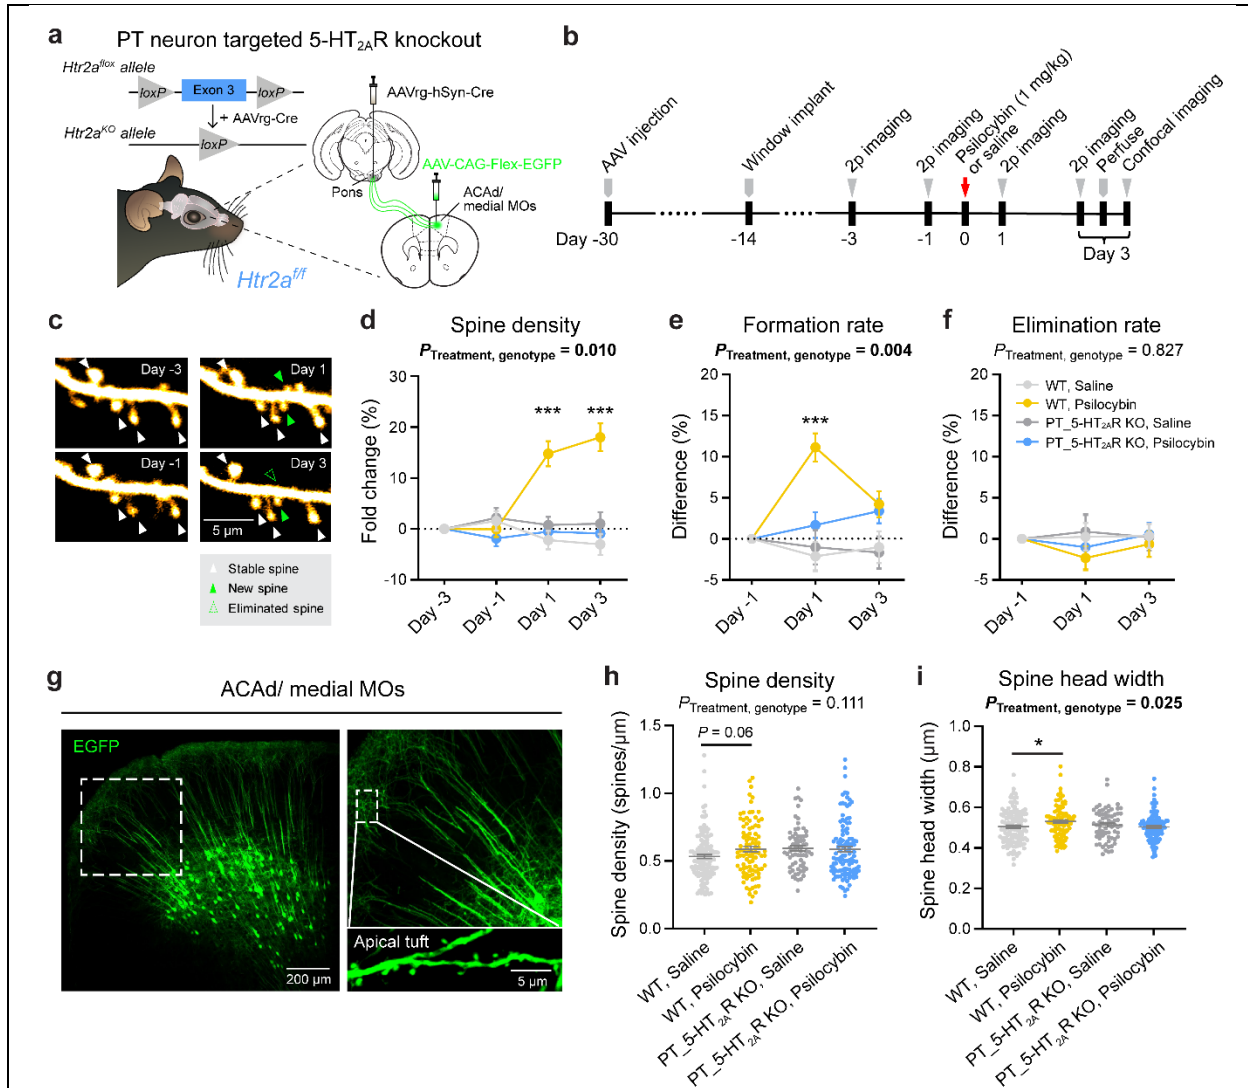 a PT neuron targeted 5-HT2AR knockout
Htr2aflox allele
loxP Exon 3 loxP
+ AAVrg-Cre
Htr2aKO allele
loxP
AAVrg-hSyn-Cre
AAV-CAG-Flex-EGFP
Pons
ACAd/
medial MOs
Htr2af/f
b
AAV injection
Window implant
2p imaging
2p imaging
Psilocybin (1 mg/kg)
or saline
2p imaging
2p imaging
Perfuse
Confocal imaging
Day -30 -14 -3 -1 0 1 Day 3
c
Day -3
Day 1
Day -1
Day 3
5 µm
Stable spine
New spine
Eliminated spine
d Spine density
PTreatment, genotype = 0.010
Fold change (%)
30
20
10
0
-10
*** ***
Day -3 Day -1 Day 1 Day 3
e Formation rate
PTreatment, genotype = 0.004
Difference (%)
20
15
10
5
0
-5
***
Day -1 Day 1 Day 3
f Elimination rate
PTreatment, genotype = 0.827
Difference (%)
20
15
10
5
0
-5
WT, Saline
WT, Psilocybin
PT_5-HT2AR KO, Saline
PT_5-HT2AR KO, Psilocybin
Day -1 Day 1 Day 3
g ACAd/ medial MOs
EGFP
200 µm
Apical tuft
5 µm
h Spine density
PTreatment, genotype = 0.111
Spine density (spines/µm)
1.5
1.0
0.5
0.0
P = 0.06
WT, Saline
WT, Psilocybin
PT_5-HT2AR KO, Saline
PT_5-HT2AR KO, Psilocybin
i Spine head width
PTreatment, genotype = 0.025
Spine head width (µm)
1.0
0.8
0.6
0.4
0.2
0.0
*
WT, Saline
WT, Psilocybin
PT_5-HT2AR KO, Saline
PT_5-HT2AR KO, Psilocybin